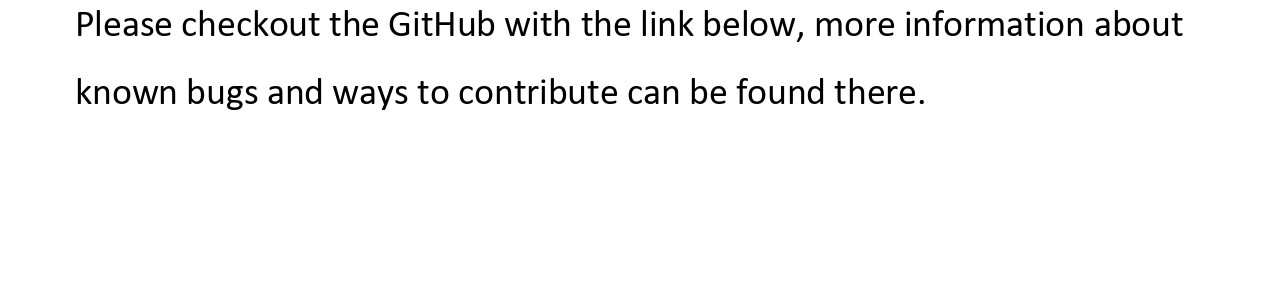 Please checkout the GitHub with the link below, more information about
known bugs and ways to contribute can be found there.